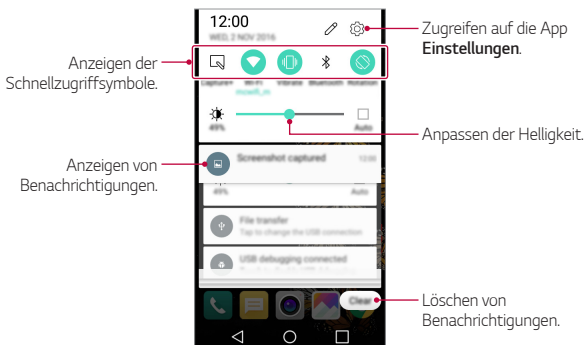 12:00
WED, 2 NOV 2016
Zugreifen auf die App
Einstellungen.
Anzeigen der
Schnellzugriffsymbole.
Capture+ Wi-Fi Vibrate Bluetooth Rotation
49% Auto
Anpassen der Helligkeit.
Anzeigen von
Benachrichtigungen.
Screenshot captured 12:00
49% Auto
File transfer
Tap to change the USB connection
USB debugging connected
Clear
Löschen von
Benachrichtigungen.